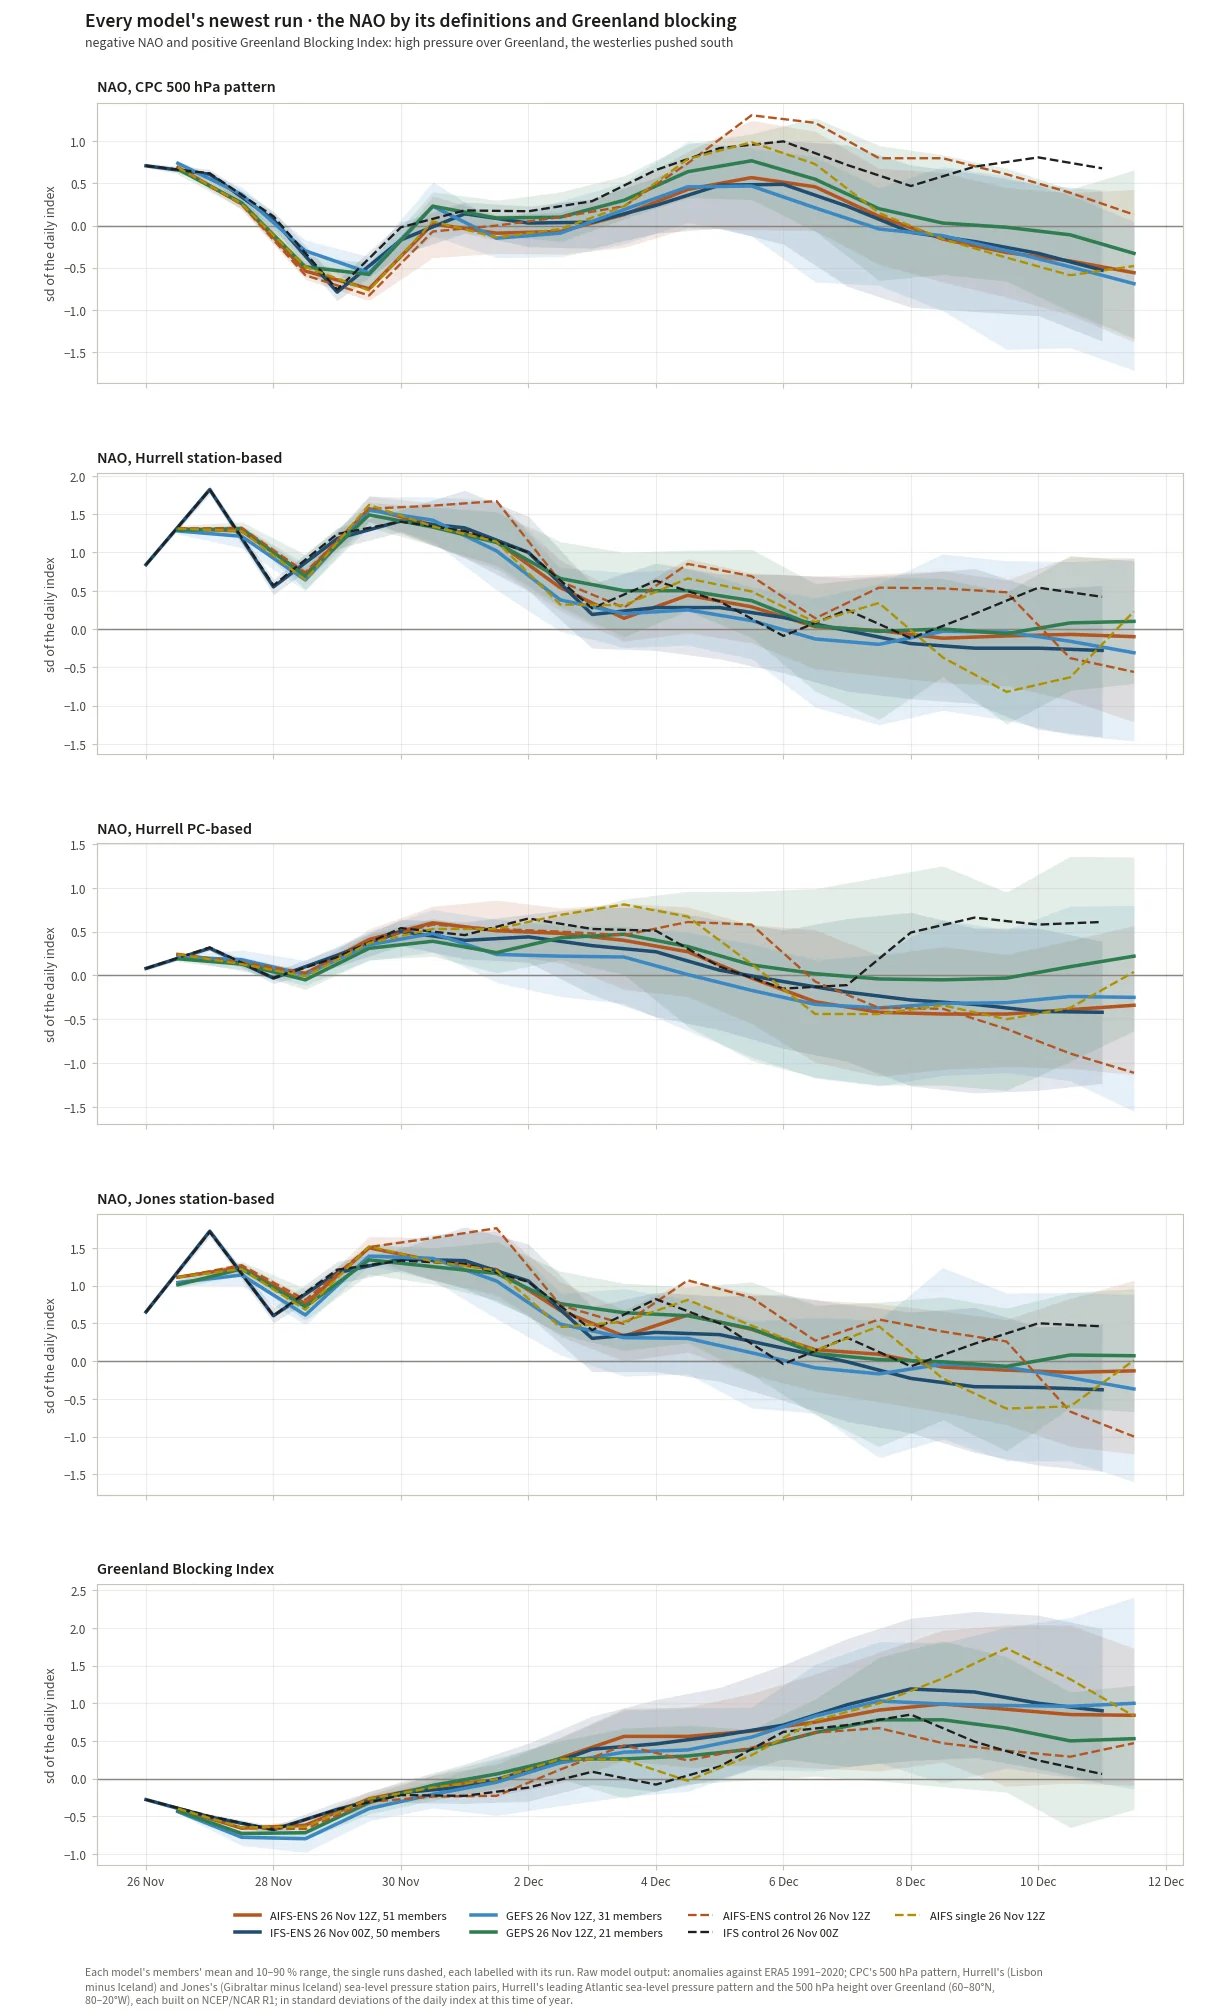 Every model's newest run · the NAO by its definitions and Greenland blocking
negative NAO and positive Greenland Blocking Index: high pressure over Greenland, the westerlies pushed south
NAO, CPC 500 hPa pattern
1.0
0.5
0.0
−0.5
−1.0
−1.5
sd of the daily index
NAO, Hurrell station-based
2.0
1.5
1.0
0.5
0.0
−0.5
−1.0
−1.5
sd of the daily index
NAO, Hurrell PC-based
1.5
1.0
0.5
0.0
−0.5
−1.0
−1.5
sd of the daily index
NAO, Jones station-based
1.5
1.0
0.5
0.0
−0.5
−1.0
−1.5
sd of the daily index
Greenland Blocking Index
2.5
2.0
1.5
1.0
0.5
0.0
−0.5
−1.0
sd of the daily index
26 Nov 28 Nov 30 Nov 2 Dec 4 Dec 6 Dec 8 Dec 10 Dec 12 Dec
AIFS-ENS 26 Nov 12Z, 51 members GEFS 26 Nov 12Z, 31 members AIFS-ENS control 26 Nov 12Z AIFS single 26 Nov 12Z
IFS-ENS 26 Nov 00Z, 50 members GEPS 26 Nov 12Z, 21 members IFS control 26 Nov 00Z
Each model's members' mean and 10–90 % range, the single runs dashed, each labelled with its run. Raw model output: anomalies against ERA5 1991–2020; CPC's 500 hPa pattern, Hurrell's (Lisbon
minus Iceland) and Jones's (Gibraltar minus Iceland) sea-level pressure station pairs, Hurrell's leading Atlantic sea-level pressure pattern and the 500 hPa height over Greenland (60–80°N,
80–20°W), each built on NCEP/NCAR R1; in standard deviations of the daily index at this time of year.